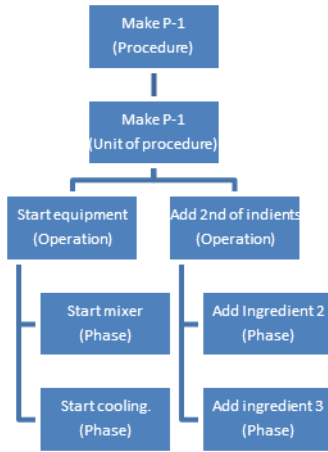 Make P-1
(Procedure)
Make P-1
(Unit of procedure)
Start equipment
(Operation)
Add 2nd of indients
(Operation)
Start mixer
(Phase)
Add Ingredient 2
(Phase)
Start cooling.
(Phase)
Add ingredient 3
(Phase)